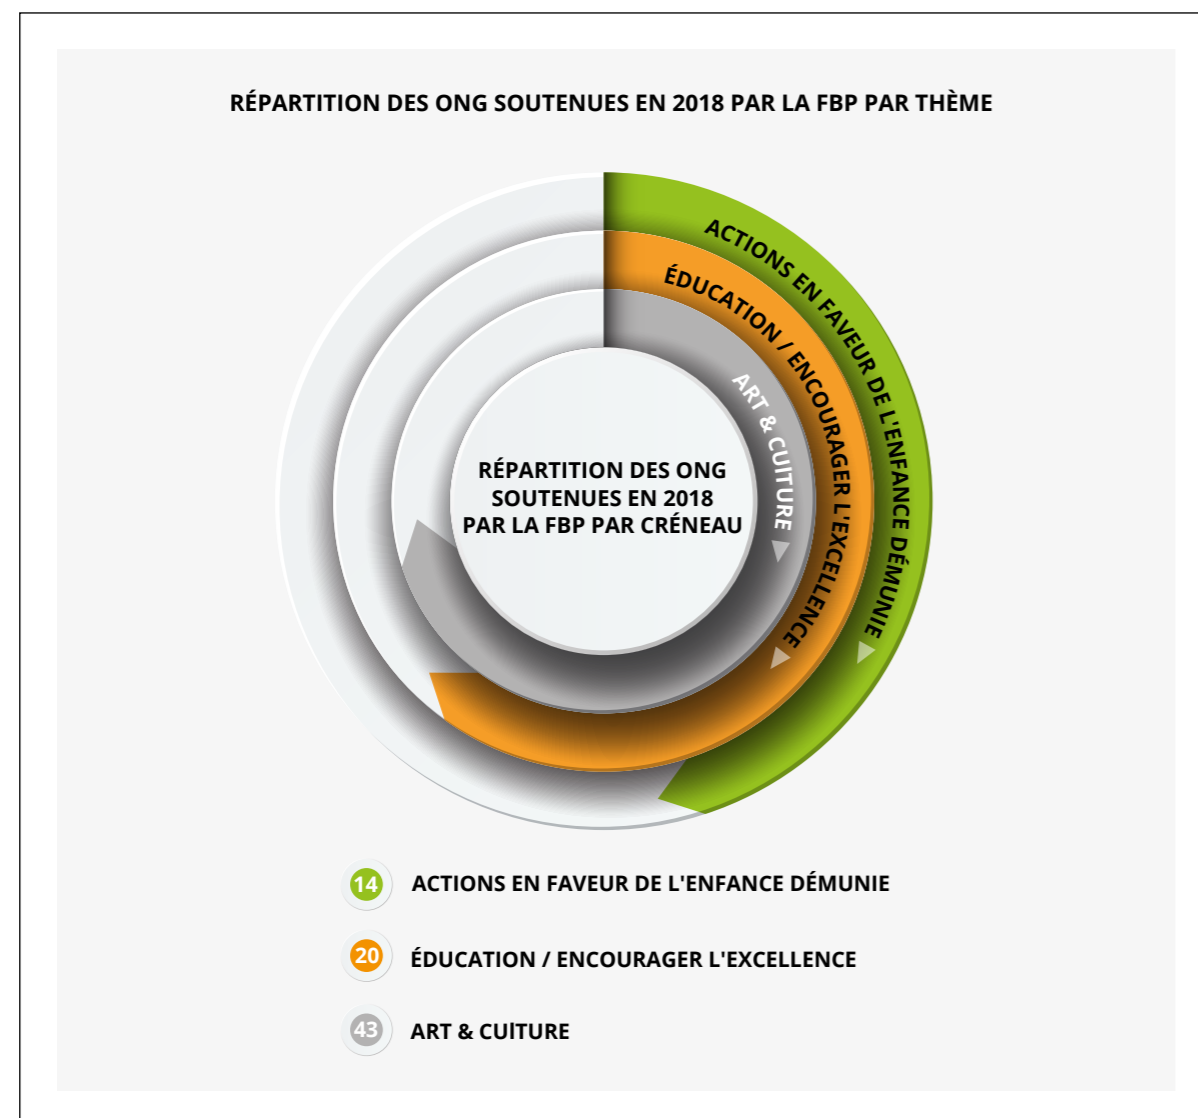 RÉPARTITION DES ONG SOUTENUES EN 2018 PAR LA FBP PAR THÈME
ACTIONS EN FAVEUR DE L'ENFANCE DÉMUNIE
ÉDUCATION / ENCOURAGER L'EXCELLENCE
ART & CUlTURE
RÉPARTITION DES ONG
SOUTENUES EN 2018
PAR LA FBP PAR CRÉNEAU
14 ACTIONS EN FAVEUR DE L'ENFANCE DÉMUNIE
20 ÉDUCATION / ENCOURAGER L'EXCELLENCE
43 ART & CUlTURE